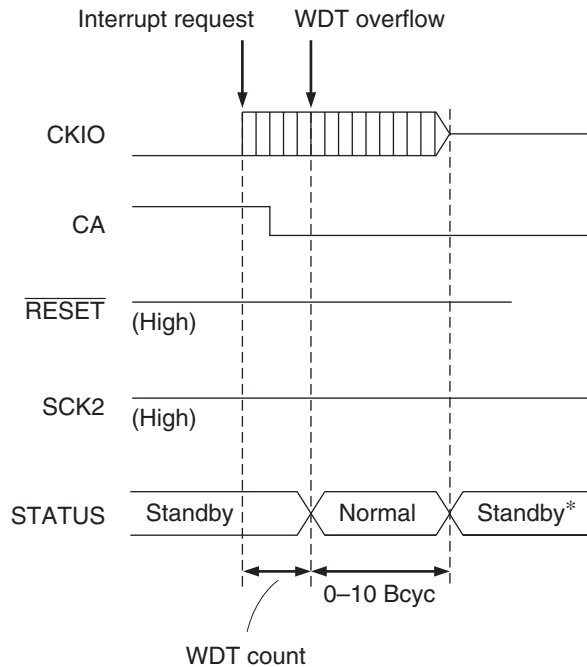 Interrupt request WDT overflow
CKIO
CA
RESET
(High)
SCK2
(High)
STATUS Standby Normal Standby*
0–10 Bcyc
WDT count